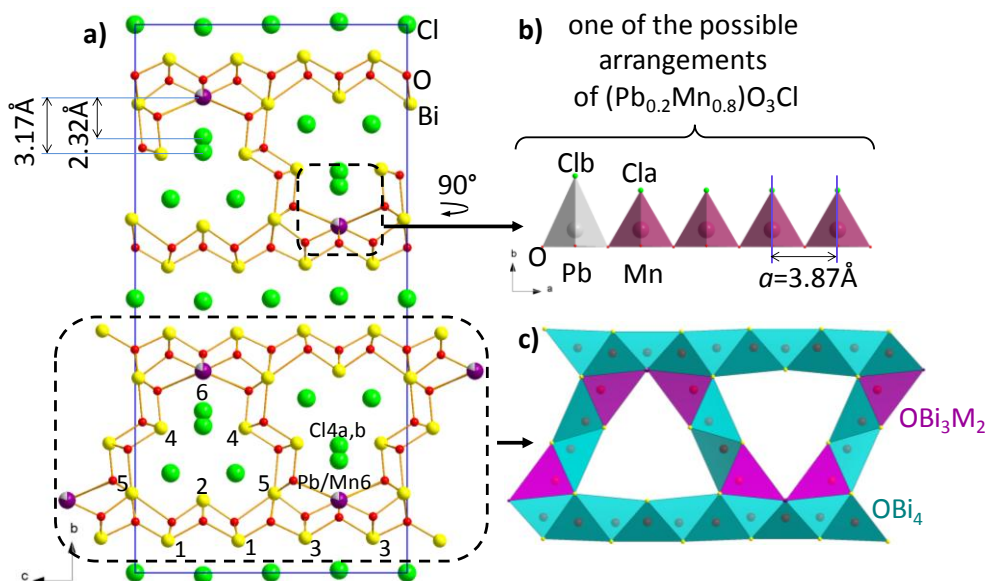 a)
Cl
O
Bi
3.17Å
2.32Å
90°
6
4
4
Cl4a,b
Pb/Mn6
5
2
5
1
1
3
3
b
c
b)
one of the possible
arrangements
of (Pb0.2Mn0.8)O3Cl
Clb
Cla
O
Pb
Mn
a=3.87Å
b
a
c)
OBi3M2
OBi4